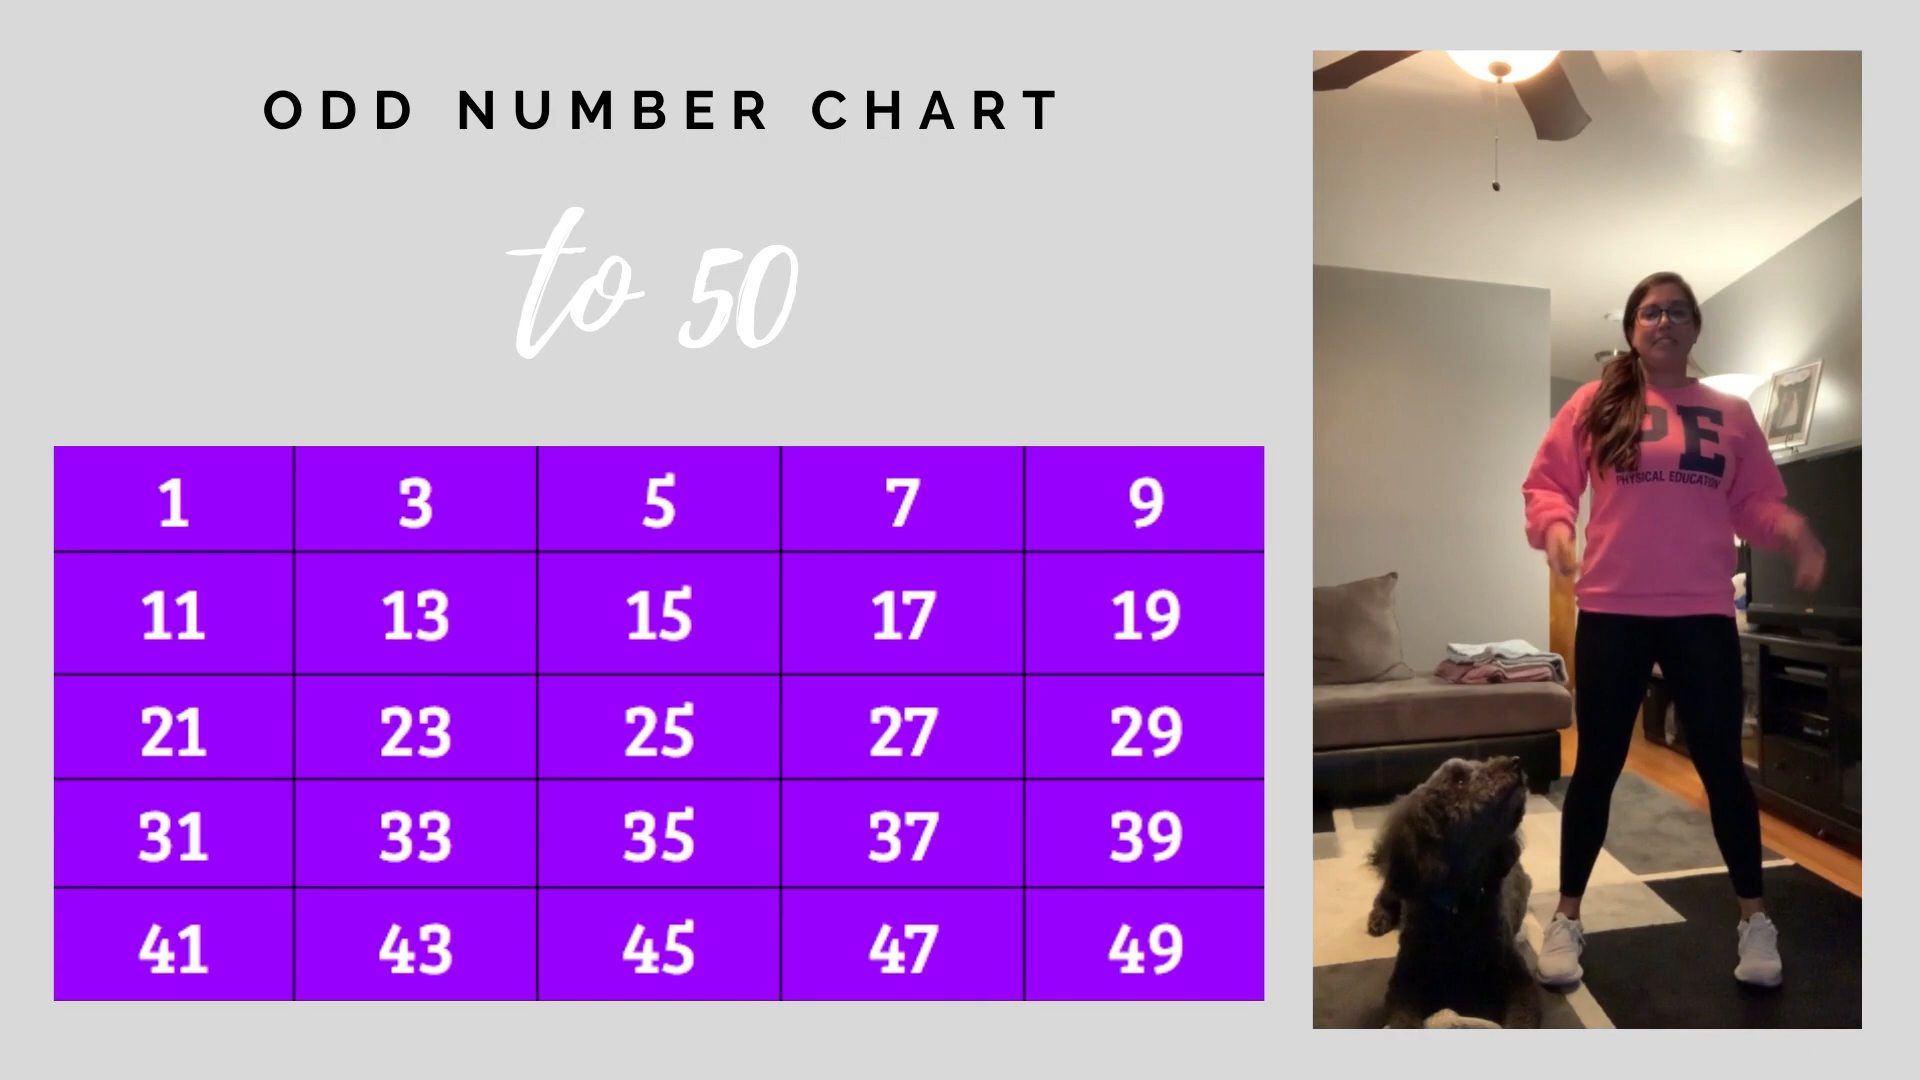 ODD NUMBER CHART
to 50
1 3 5 7 9
11 13 15 17 19
21 23 25 27 29
31 33 35 37 39
41 43 45 47 49
PE
PHYSICAL EDUCATION